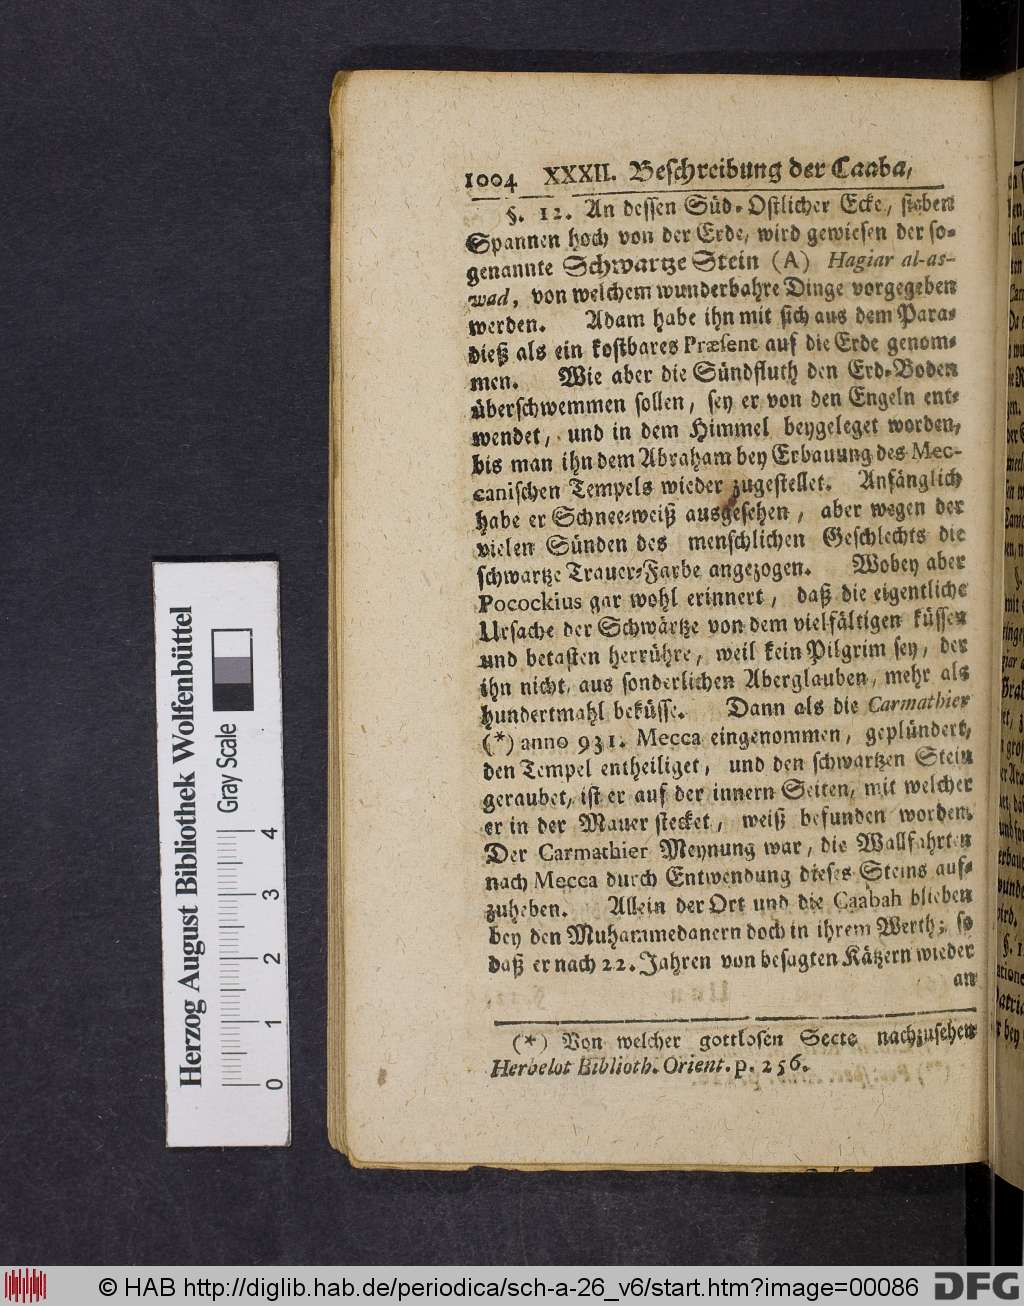 1004 XXXII. Beschreibung der Caaba,
§. 12. An dessen Süd-Ostlicher Ecke, sieben
Spannen hoch von der Erde, wird gewiesen der so-
genannte Schwartze Stein (A) Hagiar al-as-
wad, von welchem wunderbahre Dinge vorgegeben
werden. Adam habe ihn mit sich aus dem Para-
dieß als ein kostbares Præsent auf die Erde genom-
men. Wie aber die Sündfluth den Erd-Boden
überschwemmen sollen, sey er von den Engeln ent-
wendet, und in dem Himmel beygeleget worden,
bis man ihn dem Abraham bey Erbauung des Mec-
canischen Tempels wieder zugestellet. Anfänglich
habe er Schnee-weiß ausgesehen, aber wegen der
vielen Sünden des menschlichen Geschlechts die
schwartze Trauer-Farbe angezogen. Wobey aber
Pocockius gar wohl erinnert, daß die eigentliche
Ursache der Schwärtze von dem vielfältigen küssen
und betasten herrühre, weil kein Pilgrim sey, der
ihn nicht, aus sonderlichen Aberglauben, mehr als
hundertmahl beküsse. Dann als die Carmathier
(*) anno 931. Mecca eingenommen, geplündert,
den Tempel entheiliget, und den schwartzen Stein
geraubet, ist er auf der innern Seiten, mit welcher
er in der Mauer stecket, weiß befunden worden.
Der Carmathier Meynung war, die Wallfahrten
nach Mecca durch Entwendung dieses Steins auf-
zuheben. Allein der Ort und die Caabah blieben
bey den Muhammedanern doch in ihrem Werth; so
daß er nach 22. Jahren von besagten Kätzern wieder
an
(*) Von welcher gottlosen Secte nachzusehen
Herbelot Biblioth. Orient. p. 256.
Herzog August Bibliothek Wolfenbüttel
Gray Scale
0 1 2 3 4
© HAB http://diglib.hab.de/periodica/sch-a-26_v6/start.htm?image=00086
DFG